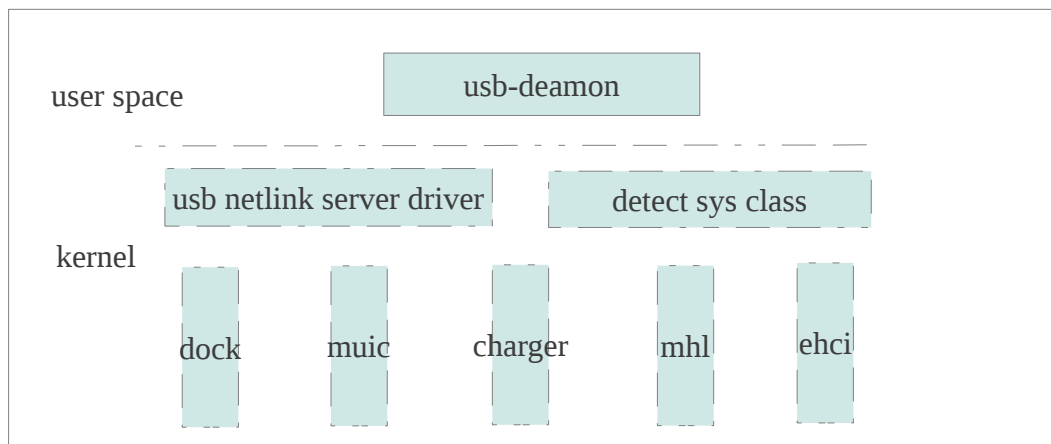 usb-deamon
user space
usb netlink server driver
detect sys class
kernel
dock
muic
charger
mhl
ehci